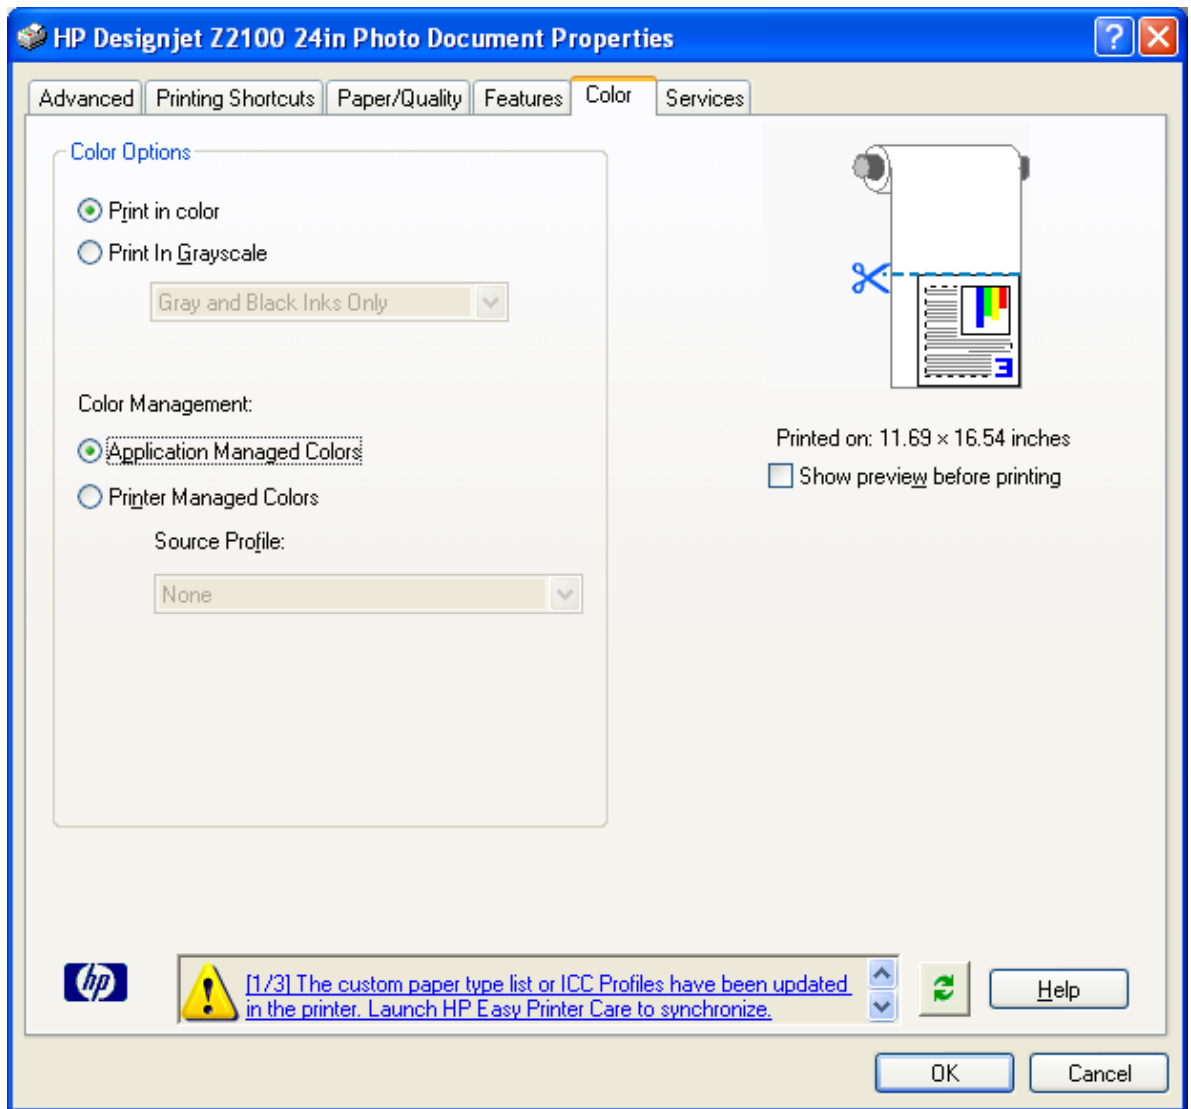 HP Designjet Z2100 24in Photo Document Properties
?
Advanced Printing Shortcuts Paper/Quality Features Color Services
Color Options
Print in color
Print In Grayscale
Gray and Black Inks Only
Color Management:
Application Managed Colors
Printer Managed Colors
Source Profile:
None
3
Printed on: 11.69 × 16.54 inches
Show preview before printing
hp
[1/3] The custom paper type list or ICC Profiles have been updated
in the printer. Launch HP Easy Printer Care to synchronize.
Help
OK Cancel